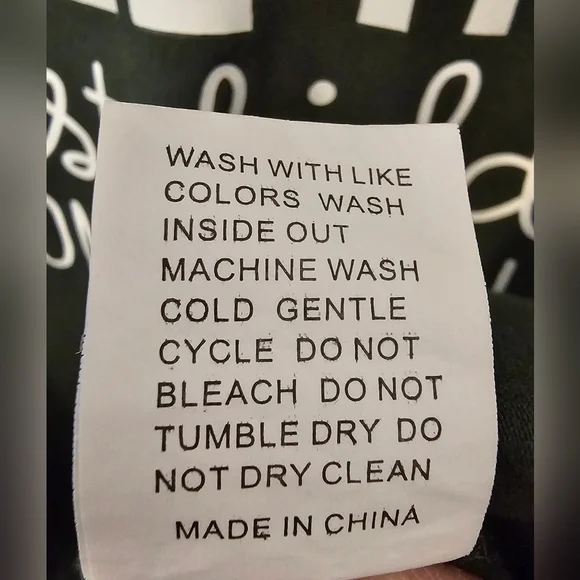 WASH WITH LIKE
COLORS WASH
INSIDE OUT
MACHINE WASH
COLD GENTLE
CYCLE DO NOT
BLEACH DO NOT
TUMBLE DRY DO
NOT DRY CLEAN
MADE IN CHINA